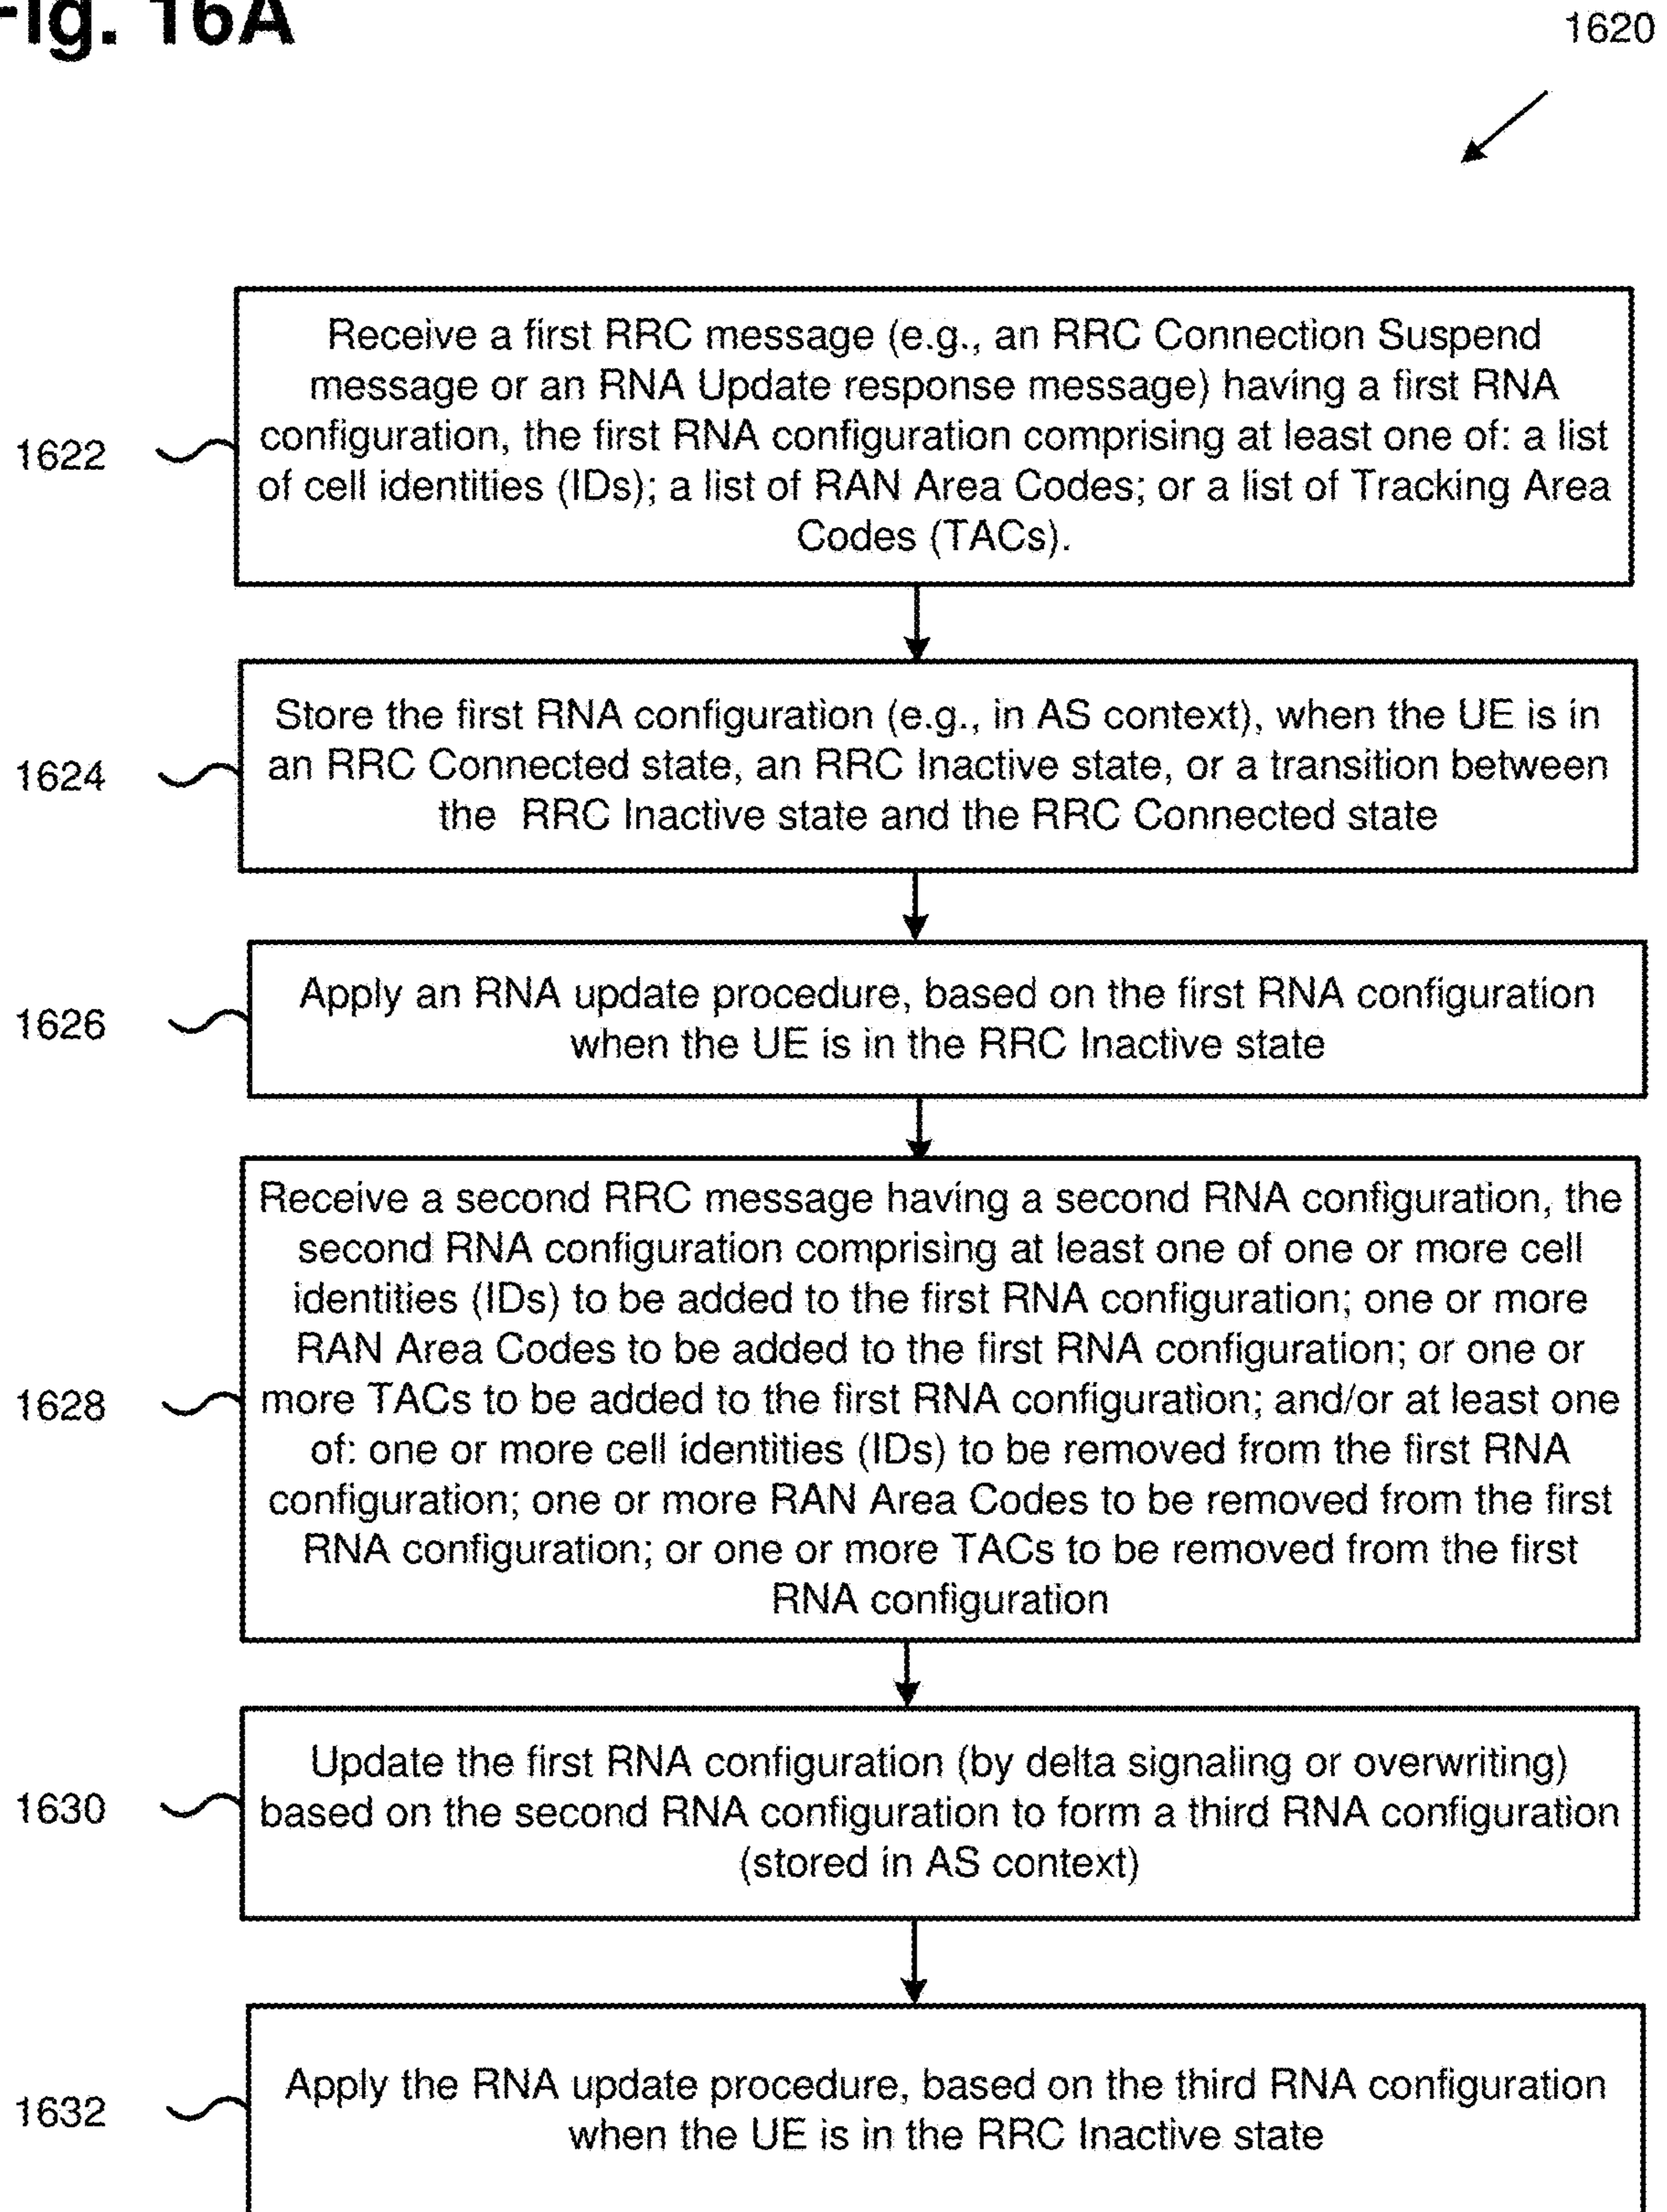 Fig. 16A
1620
1622
Receive a first RRC message (e.g., an RRC Connection Suspend
message or an RNA Update response message) having a first RNA
configuration, the first RNA configuration comprising at least one of: a list
of cell identities (IDs); a list of RAN Area Codes; or a list of Tracking Area
Codes (TACs).
1624
Store the first RNA configuration (e.g., in AS context), when the UE is in
an RRC Connected state, an RRC Inactive state, or a transition between
the RRC Inactive state and the RRC Connected state
1626
Apply an RNA update procedure, based on the first RNA configuration
when the UE is in the RRC Inactive state
1628
Receive a second RRC message having a second RNA configuration, the
second RNA configuration comprising at least one of one or more cell
identities (IDs) to be added to the first RNA configuration; one or more
RAN Area Codes to be added to the first RNA configuration; or one or
more TACs to be added to the first RNA configuration; and/or at least one
of: one or more cell identities (IDs) to be removed from the first RNA
configuration; one or more RAN Area Codes to be removed from the first
RNA configuration; or one or more TACs to be removed from the first
RNA configuration
1630
Update the first RNA configuration (by delta signaling or overwriting)
based on the second RNA configuration to form a third RNA configuration
(stored in AS context)
1632
Apply the RNA update procedure, based on the third RNA configuration
when the UE is in the RRC Inactive state